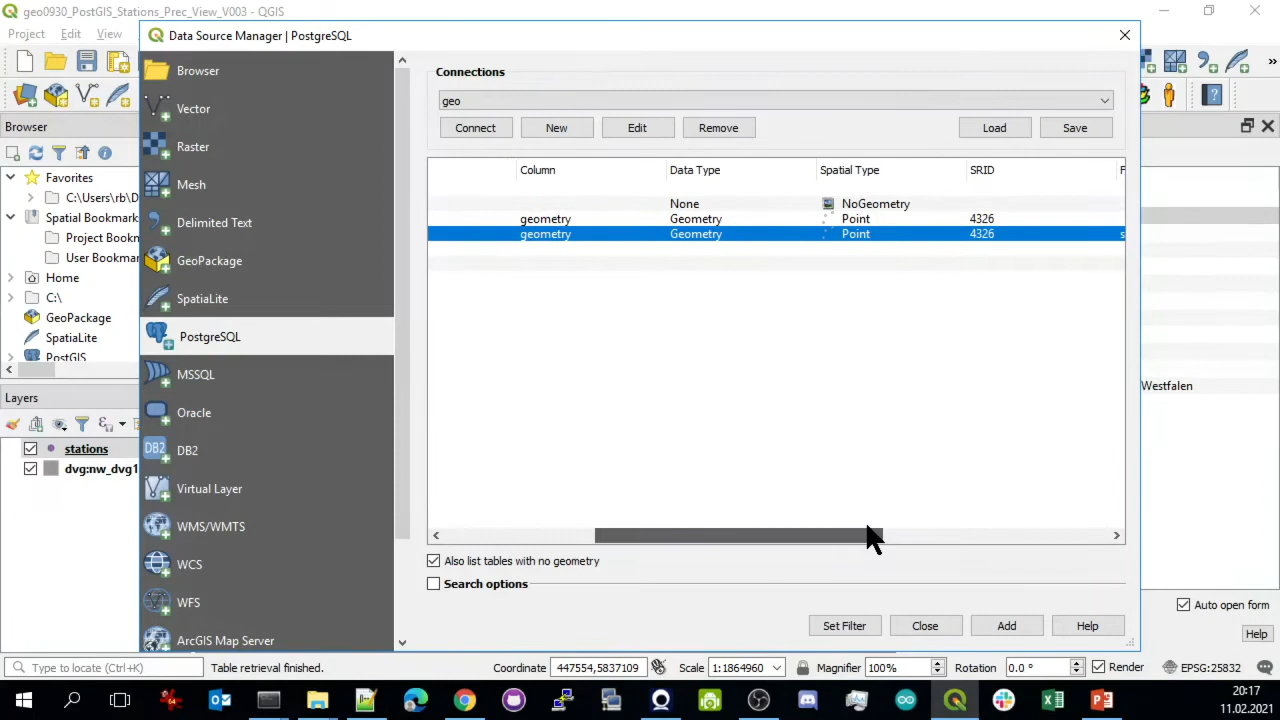 geo0930_PostGIS_Stations_Prec_View_V003 - QGIS
Project Edit View
Data Source Manager | PostgreSQL
Browser
Favorites
C:\Users\rb\D
Spatial Bookmark
Project Bookn
User Bookmar
Home
C:\
GeoPackage
SpatiaLite
PostGIS
Layers
stations
dvg:nw_dvg1
Browser
Vector
Raster
Mesh
Delimited Text
GeoPackage
SpatiaLite
PostgreSQL
MSSQL
Oracle
DB2
DB2
Virtual Layer
WMS/WMTS
WCS
WFS
ArcGIS Map Server
Connections
geo
Connect New Edit Remove Load Save
Column Data Type Spatial Type SRID F
None NoGeometry
geometry Geometry Point 4326
geometry Geometry Point 4326 s
Also list tables with no geometry
Search options
Set Filter Close Add Help
Westfalen
Auto open form
Help
Type to locate (Ctrl+K) Table retrieval finished. Coordinate 447554,5837109 Scale 1:1864960 Magnifier 100% Rotation 0.0 ° Render EPSG:25832
20:17
11.02.2021